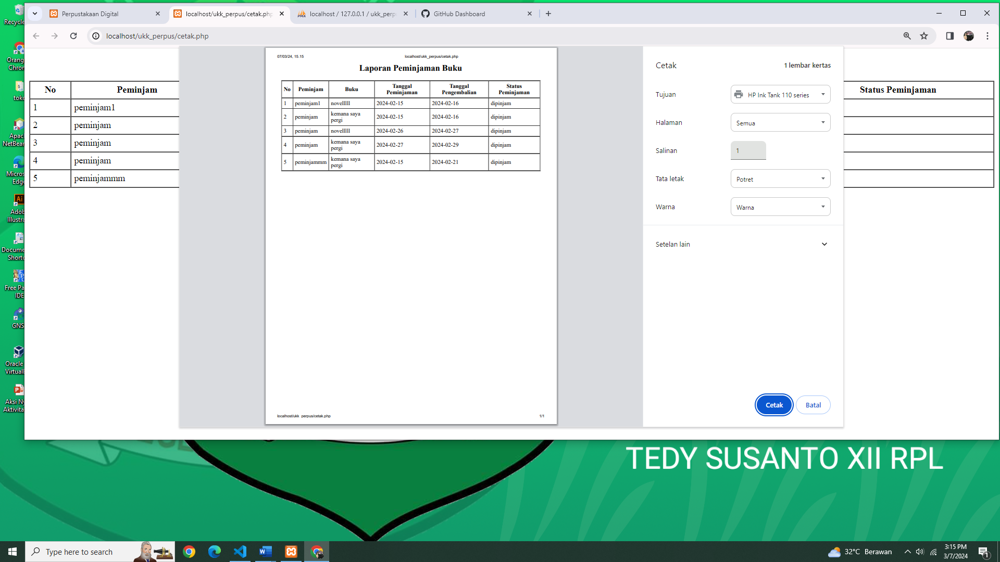 Perpustakaan Digital
localhost/ukk_perpus/cetak.php
localhost / 127.0.0.1 / ukk_perp
GitHub Dashboard
localhost/ukk_perpus/cetak.php
No Peminjam Status Peminjaman
1 peminjam1
2 peminjam
3 peminjam
4 peminjam
5 peminjammm
07/03/24, 15.15 localhost/ukk_perpus/cetak.php
Laporan Peminjaman Buku
No Peminjam Buku Tanggal Peminjaman Tanggal Pengembalian Status Peminjaman
1 peminjam1 novelllll 2024-02-15 2024-02-16 dipinjam
2 peminjam kemana saya pergi 2024-02-15 2024-02-16 dipinjam
3 peminjam novelllll 2024-02-26 2024-02-27 dipinjam
4 peminjam kemana saya pergi 2024-02-27 2024-02-29 dipinjam
5 peminjammm kemana saya pergi 2024-02-15 2024-02-21 dipinjam
localhost/ukk_perpus/cetak.php 1/1
Cetak 1 lembar kertas
Tujuan HP Ink Tank 110 series
Halaman Semua
Salinan 1
Tata letak Potret
Warna Warna
Setelan lain
Cetak Batal
Recycle
Orang
Chrom
toko
Apac
NetBean
Micros
Edge
Ai
Adob
Illustra
Docume
Shortc
Free Pa
IDE
GNS
Oracle
Virtuall
Aksi Ny
Aktivita
TEDY SUSANTO XII RPL
Type here to search
32°C Berawan
3:15 PM
3/7/2024
1